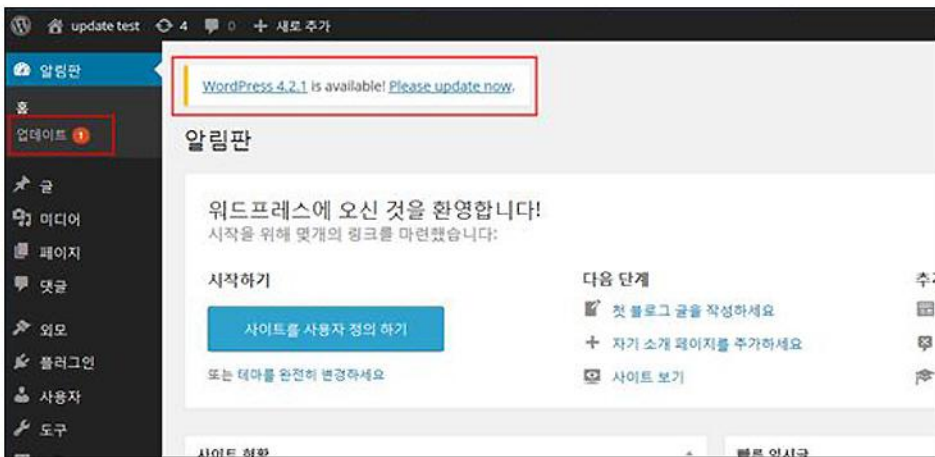 update test 4 0 + 새로 추가
알림판
홈
업데이트 1
글
미디어
페이지
댓글
외모
플러그인
사용자
도구
WordPress 4.2.1 is available! Please update now.
알림판
워드프레스에 오신 것을 환영합니다!
시작을 위해 몇개의 링크를 마련했습니다:
시작하기
사이트를 사용자 정의 하기
또는 테마를 완전히 변경하세요
다음 단계
첫 블로그 글을 작성하세요
+ 자기 소개 페이지를 추가하세요
사이트 보기
사이트 현황